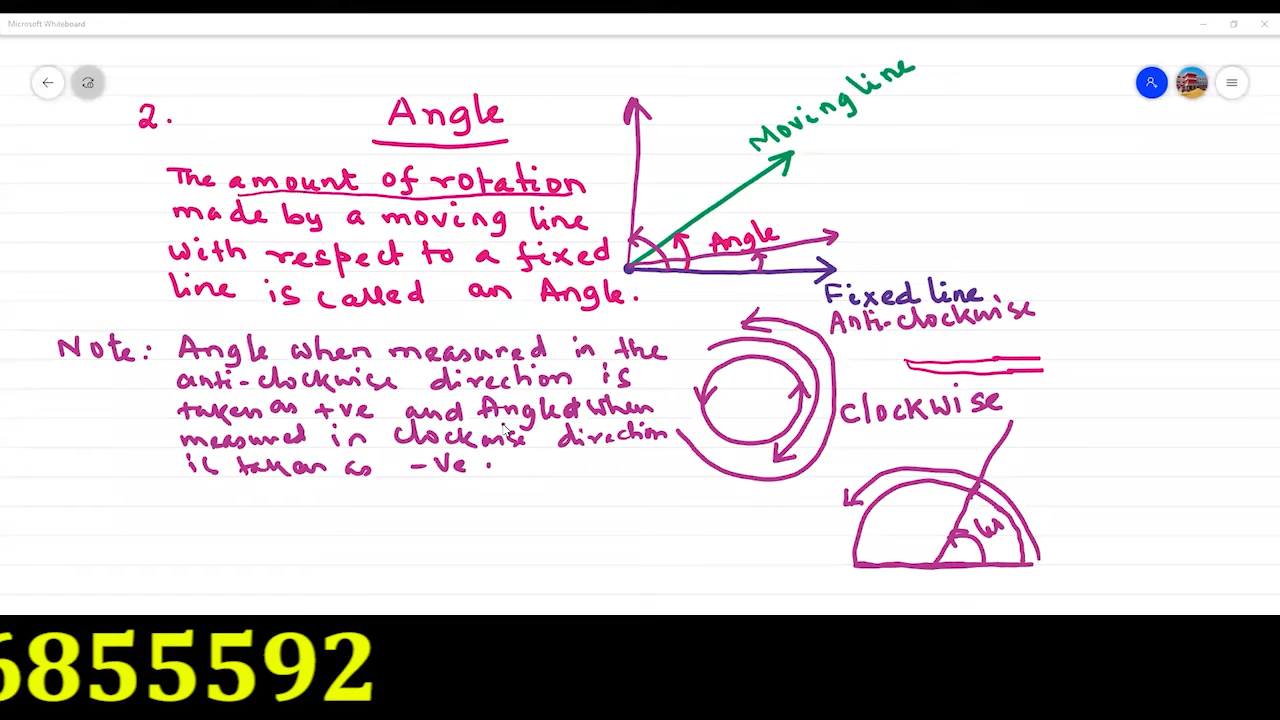 Microsoft Whiteboard
2.
Angle
The amount of rotation
made by a moving line
with respect to a fixed
line is called an Angle.
Moving line
Angle
Fixed line
Anti-clockwise
Note: Angle when measured in the
anti-clockwise direction is
taken as +ve and Angle when
measured in clockwise direction
is taken as -ve.
clockwise
6855592